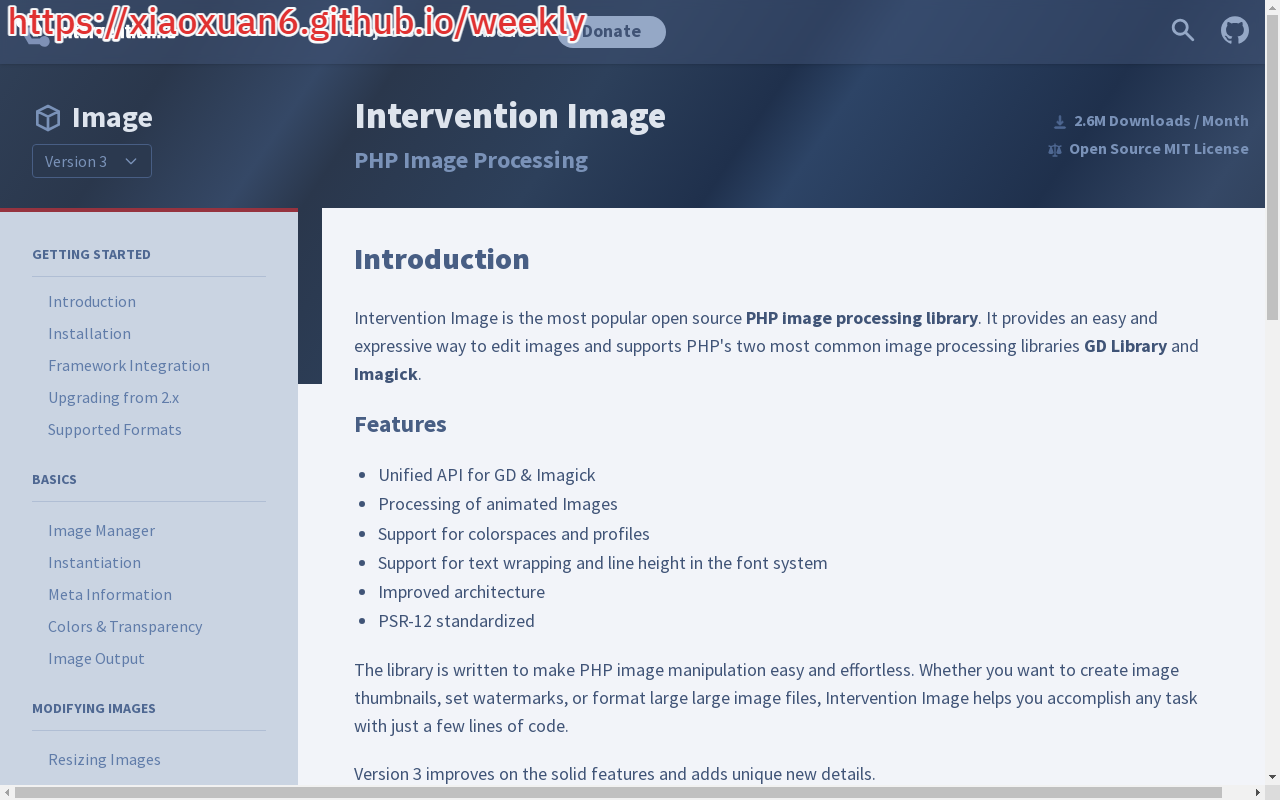 https://xiaoxuan6.github.io/weekly
Donate
Image
Version 3
Intervention Image
PHP Image Processing
2.6M Downloads / Month
Open Source MIT License
GETTING STARTED
Introduction
Installation
Framework Integration
Upgrading from 2.x
Supported Formats
BASICS
Image Manager
Instantiation
Meta Information
Colors & Transparency
Image Output
MODIFYING IMAGES
Resizing Images
Introduction
Intervention Image is the most popular open source PHP image processing library. It provides an easy and
expressive way to edit images and supports PHP's two most common image processing libraries GD Library and
Imagick.
Features
Unified API for GD & Imagick
Processing of animated Images
Support for colorspaces and profiles
Support for text wrapping and line height in the font system
Improved architecture
PSR-12 standardized
The library is written to make PHP image manipulation easy and effortless. Whether you want to create image
thumbnails, set watermarks, or format large large image files, Intervention Image helps you accomplish any task
with just a few lines of code.
Version 3 improves on the solid features and adds unique new details.